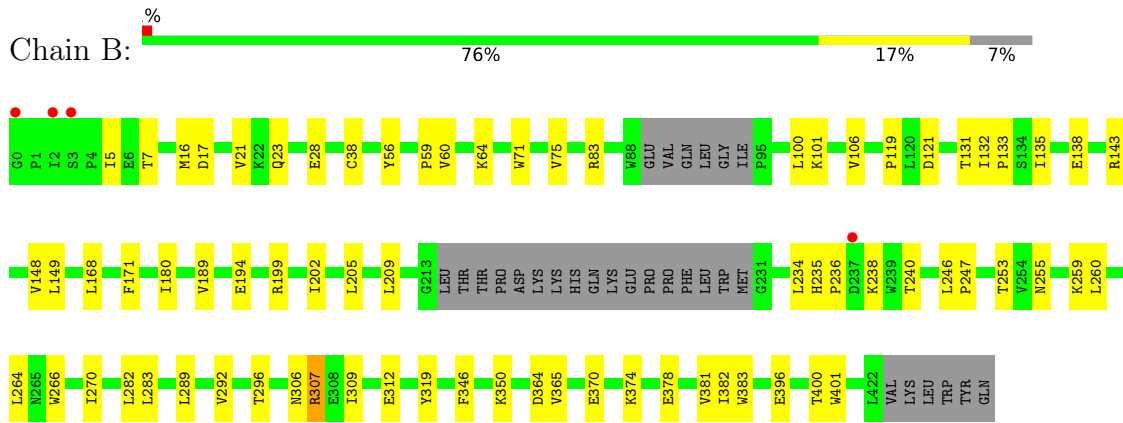 .%
Chain B:
76% 17% 7%
G0 P1 I2 S3 P4 I5 E6 T7 M16 D17 V21 K22 Q23 E28 C38 Y56 P59 V60 K64 W71 V75 R83 W88 GLU VAL GLN LEU GLY ILE P95 L100 K101 V106 P119 L120 D121 T131 I132 P133 S134 I135 E138 R143
V148 L149 L168 F171 I180 V189 E194 R199 I202 L205 L209 G213 LEU THR THR PRO ASP LYS LYS HIS GLN LYS GLU PRO PRO PHE LEU TRP MET G231 L234 H235 P236 D237 K238 W239 T240 L246 P247 T253 V254 N255 K259 L260
L264 N265 W266 I270 L282 L283 L289 V292 T296 N306 R307 E308 I309 E312 Y319 F346 K350 D364 V365 E370 K374 E378 V381 I382 W383 E396 T400 W401 L422 VAL LYS LEU TRP TYR GLN